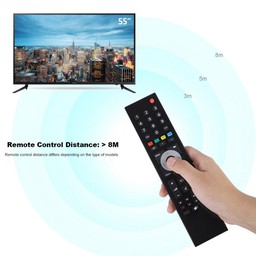 55"
8m
5m
3m
Remote Control Distance: > 8M
Remote control distance differs depending on the type of models